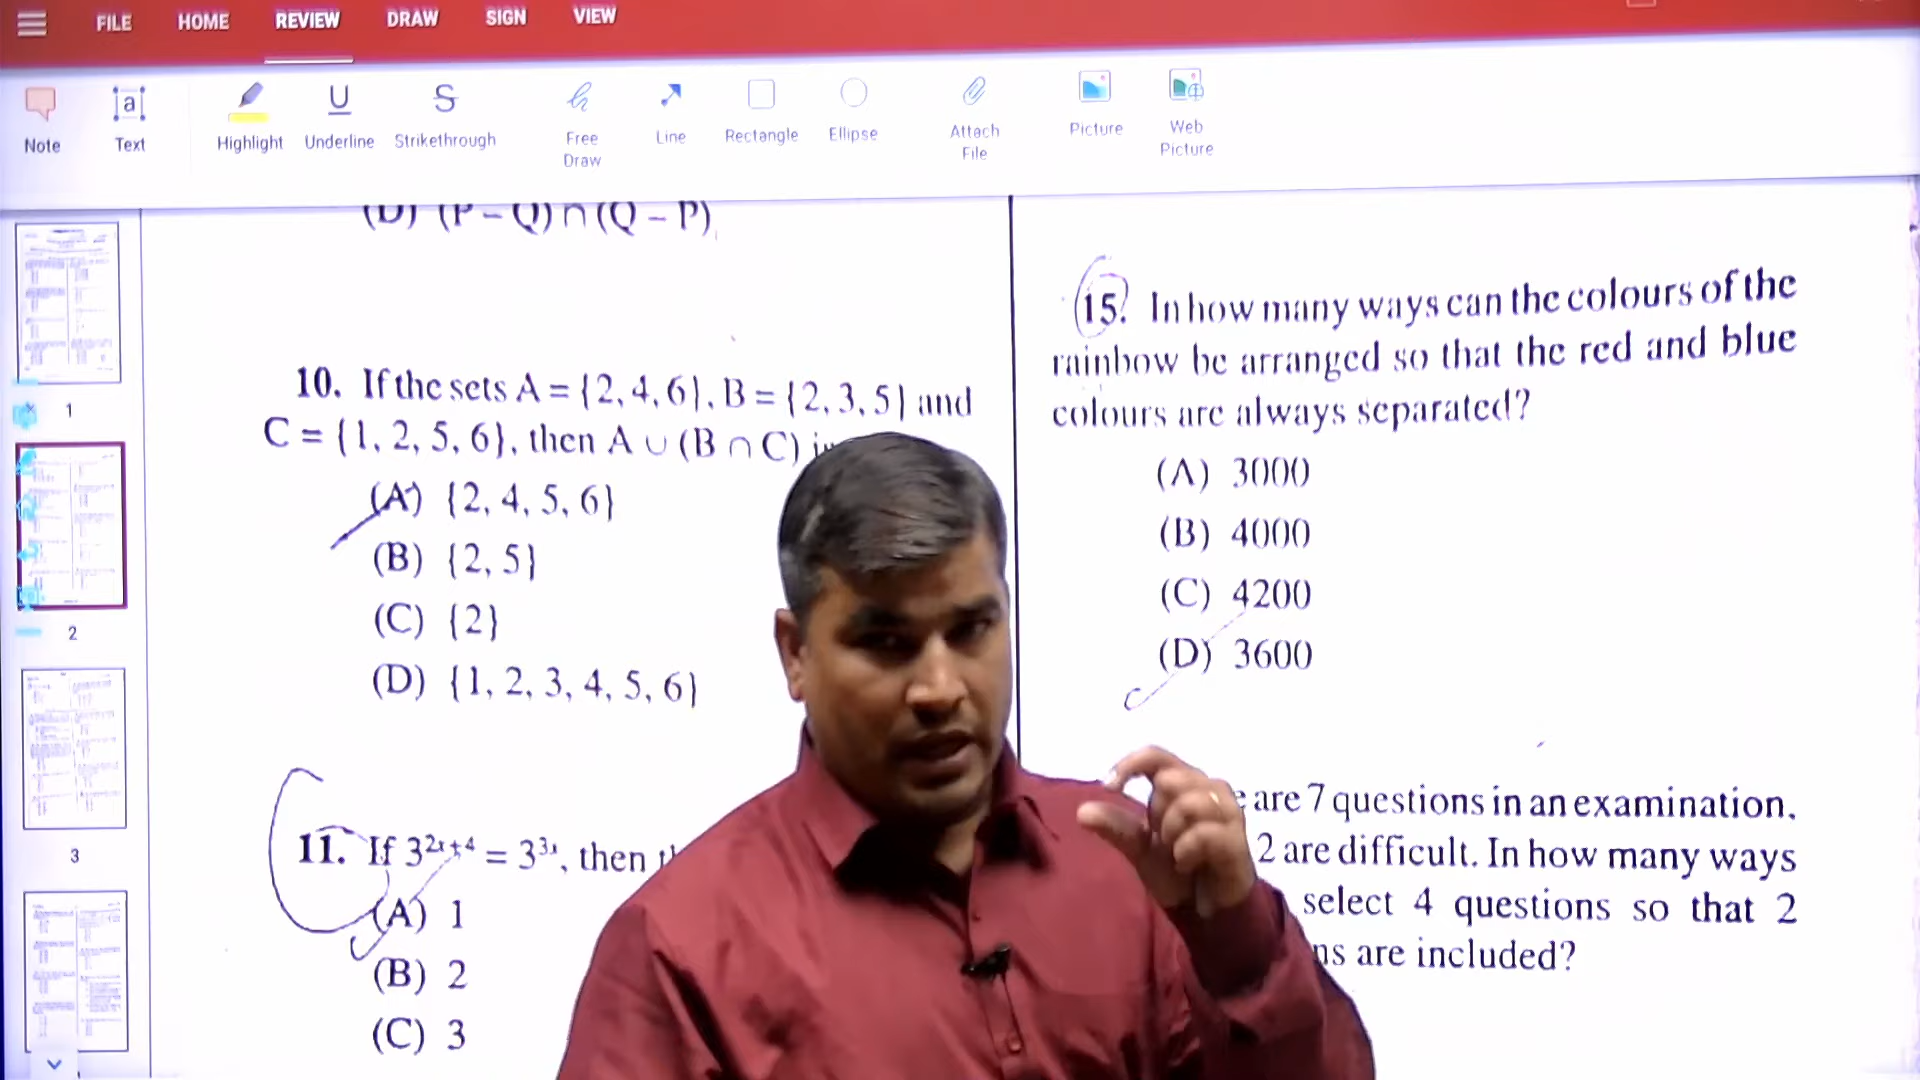 FILE HOME REVIEW DRAW SIGN VIEW
Note Text Highlight Underline Strikethrough Free Draw Line Rectangle Ellipse Attach File Picture Web Picture
(D) (P – Q) ∩ (Q – P)
10. If the sets A = {2, 4, 6}, B = {2, 3, 5} and
C = {1, 2, 5, 6}, then A ∪ (B ∩ C)
(A) {2, 4, 5, 6}
(B) {2, 5}
(C) {2}
(D) {1, 2, 3, 4, 5, 6}
11. If 3²ˣ⁺⁴ = 3³ˣ, then
(A) 1
(B) 2
(C) 3
15. In how many ways can the colours of the
rainbow be arranged so that the red and blue
colours are always separated?
(A) 3000
(B) 4000
(C) 4200
(D) 3600
are 7 questions in an examination.
2 are difficult. In how many ways
select 4 questions so that 2
are included?
1
2
3